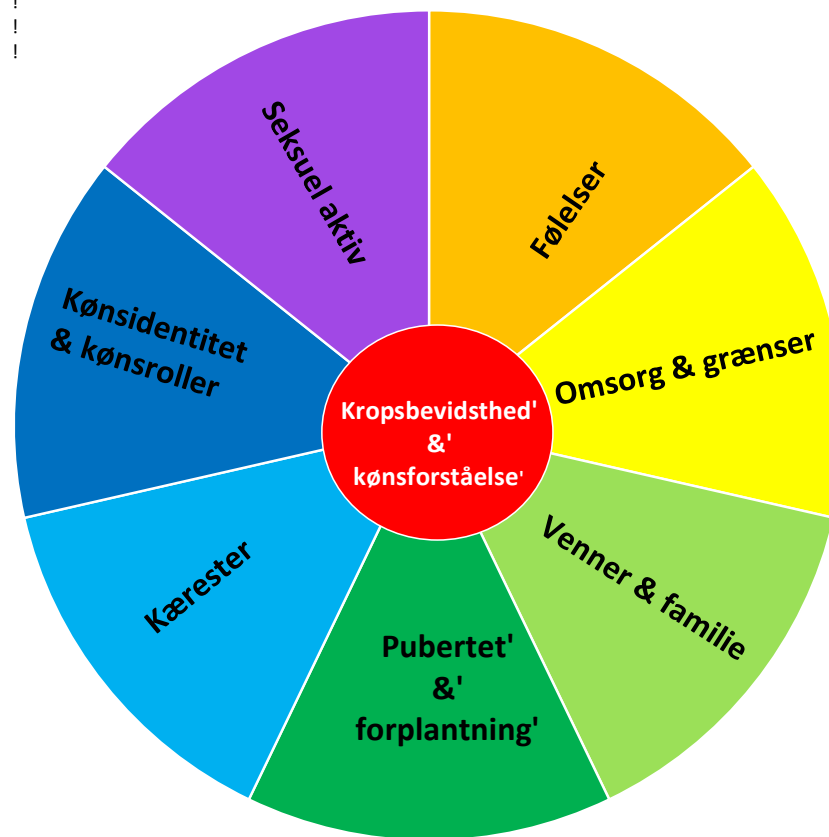 !
!
!
Seksuel aktiv
Følelser
Kønsidentitet
& kønsroller
Omsorg & grænser
Kropsbevidsthed'
&'
kønsforståelse'
Venner & familie
Kærester
Pubertet'
&'
forplantning'